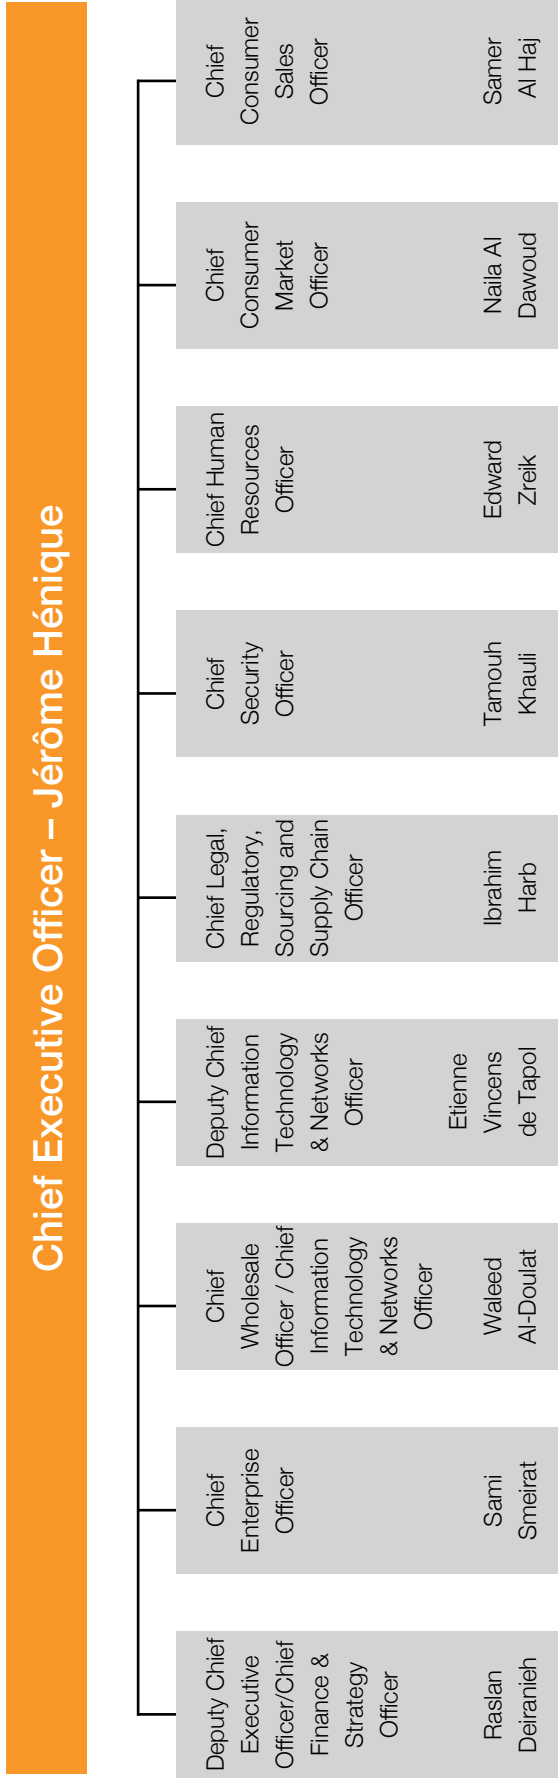 Chief Executive Officer – Jérôme Hénique
Deputy Chief
Executive
Officer/Chief
Finance &
Strategy
Officer
Raslan
Deiranieh
Chief
Enterprise
Officer
Sami
Smeirat
Chief
Wholesale
Officer / Chief
Information
Technology
& Networks
Officer
Waleed
Al-Doulat
Deputy Chief
Information
Technology
& Networks
Officer
Etienne
Vincens
de Tapol
Chief Legal,
Regulatory,
Sourcing and
Supply Chain
Officer
Ibrahim
Harb
Chief
Security
Officer
Tamouh
Khauli
Chief Human
Resources
Officer
Edward
Zreik
Chief
Consumer
Market
Officer
Naila Al
Dawoud
Chief
Consumer
Sales
Officer
Samer
Al Haj